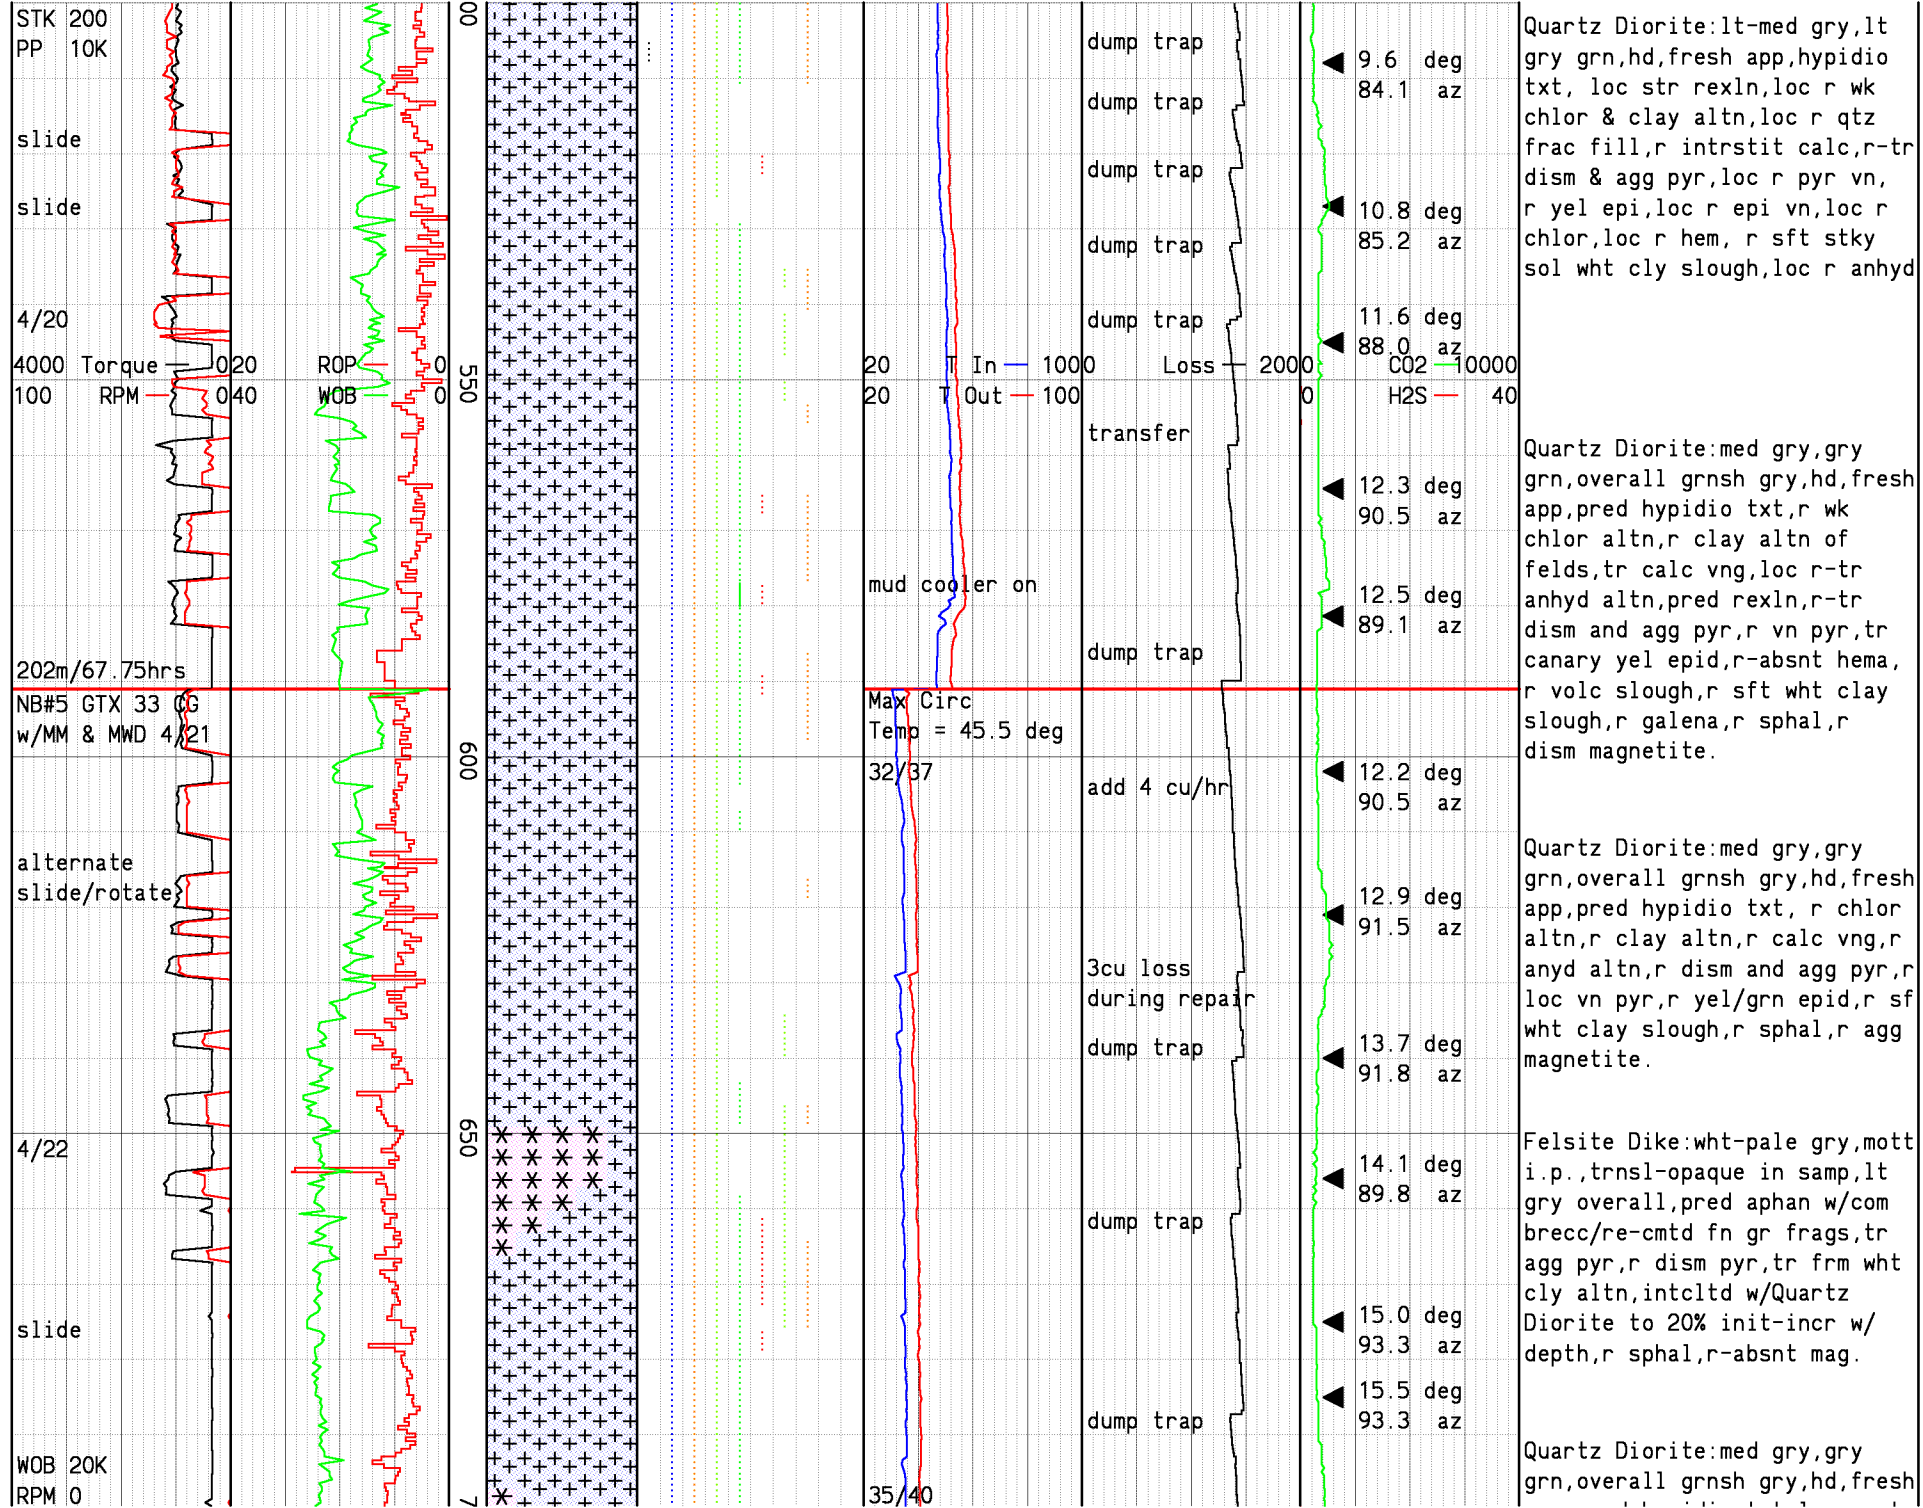 STK 200
PP 10K
slide
slide
4/20
4000 Torque 0
100 RPM 0
20 ROP 0
40 WOB 0
202m/67.75hrs
NB#5 GTX 33 CG
w/MM & MWD 4/21
alternate
slide/rotate
4/22
slide
WOB 20K
RPM 0
00
550
600
650
7
20 T In 100
20 T Out 100
mud cooler on
Max Circ
Temp = 45.5 deg
32/37
35/40
dump trap
dump trap
dump trap
dump trap
dump trap
0 Loss 200
transfer
dump trap
add 4 cu/hr
3cu loss
during repair
dump trap
dump trap
dump trap
9.6 deg
84.1 az
10.8 deg
85.2 az
11.6 deg
88.0 az
0 CO2 10000
0 H2S 40
12.3 deg
90.5 az
12.5 deg
89.1 az
12.2 deg
90.5 az
12.9 deg
91.5 az
13.7 deg
91.8 az
14.1 deg
89.8 az
15.0 deg
93.3 az
15.5 deg
93.3 az
Quartz Diorite:lt-med gry,lt
gry grn,hd,fresh app,hypidio
txt, loc str rexln,loc r wk
chlor & clay altn,loc r qtz
frac fill,r intrstit calc,r-tr
dism & agg pyr,loc r pyr vn,
r yel epi,loc r epi vn,loc r
chlor,loc r hem, r sft stky
sol wht cly slough,loc r anhyd
Quartz Diorite:med gry,gry
grn,overall grnsh gry,hd,fresh
app,pred hypidio txt,r wk
chlor altn,r clay altn of
felds,tr calc vng,loc r-tr
anhyd altn,pred rexln,r-tr
dism and agg pyr,r vn pyr,tr
canary yel epid,r-absnt hema,
r volc slough,r sft wht clay
slough,r galena,r sphal,r
dism magnetite.
Quartz Diorite:med gry,gry
grn,overall grnsh gry,hd,fresh
app,pred hypidio txt, r chlor
altn,r clay altn,r calc vng,r
anyd altn,r dism and agg pyr,r
loc vn pyr,r yel/grn epid,r sf
wht clay slough,r sphal,r agg
magnetite.
Felsite Dike:wht-pale gry,mott
i.p.,trnsl-opaque in samp,lt
gry overall,pred aphan w/com
brecc/re-cmtd fn gr frags,tr
agg pyr,r dism pyr,tr frm wht
cly altn,intcltd w/Quartz
Diorite to 20% init-incr w/
depth,r sphal,r-absnt mag.
Quartz Diorite:med gry,gry
grn,overall grnsh gry,hd,fresh